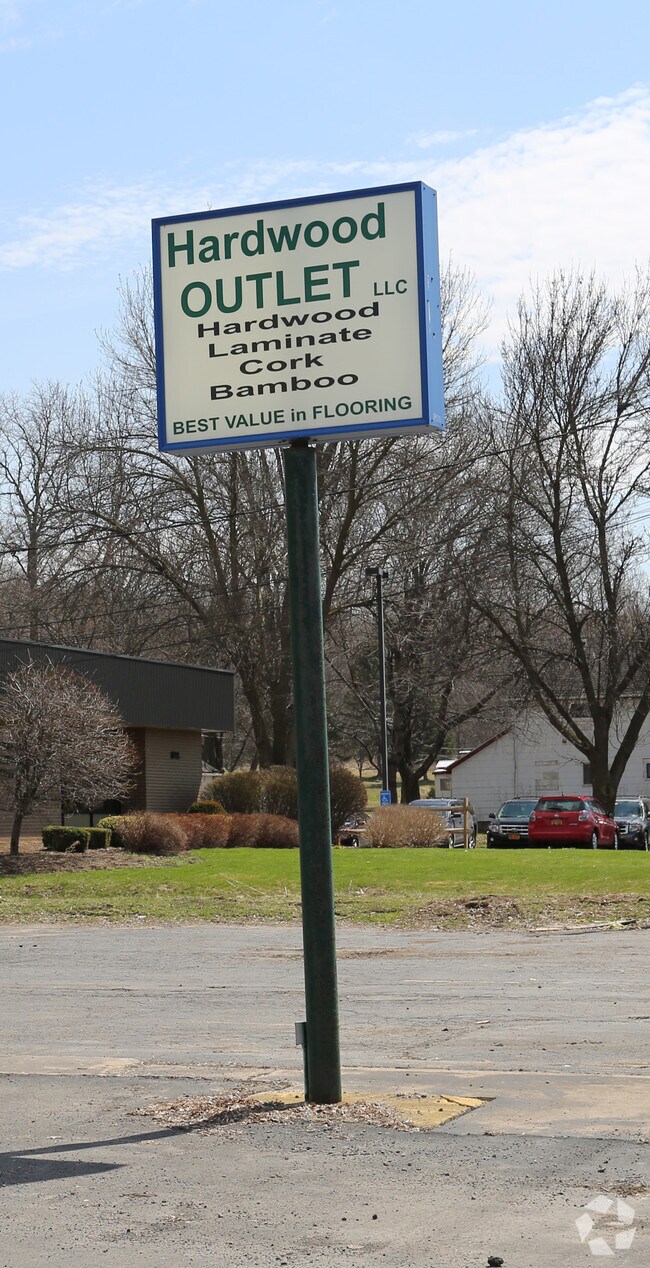 Hardwood
OUTLET LLC
Hardwood
Laminate
Cork
Bamboo
BEST VALUE in FLOORING